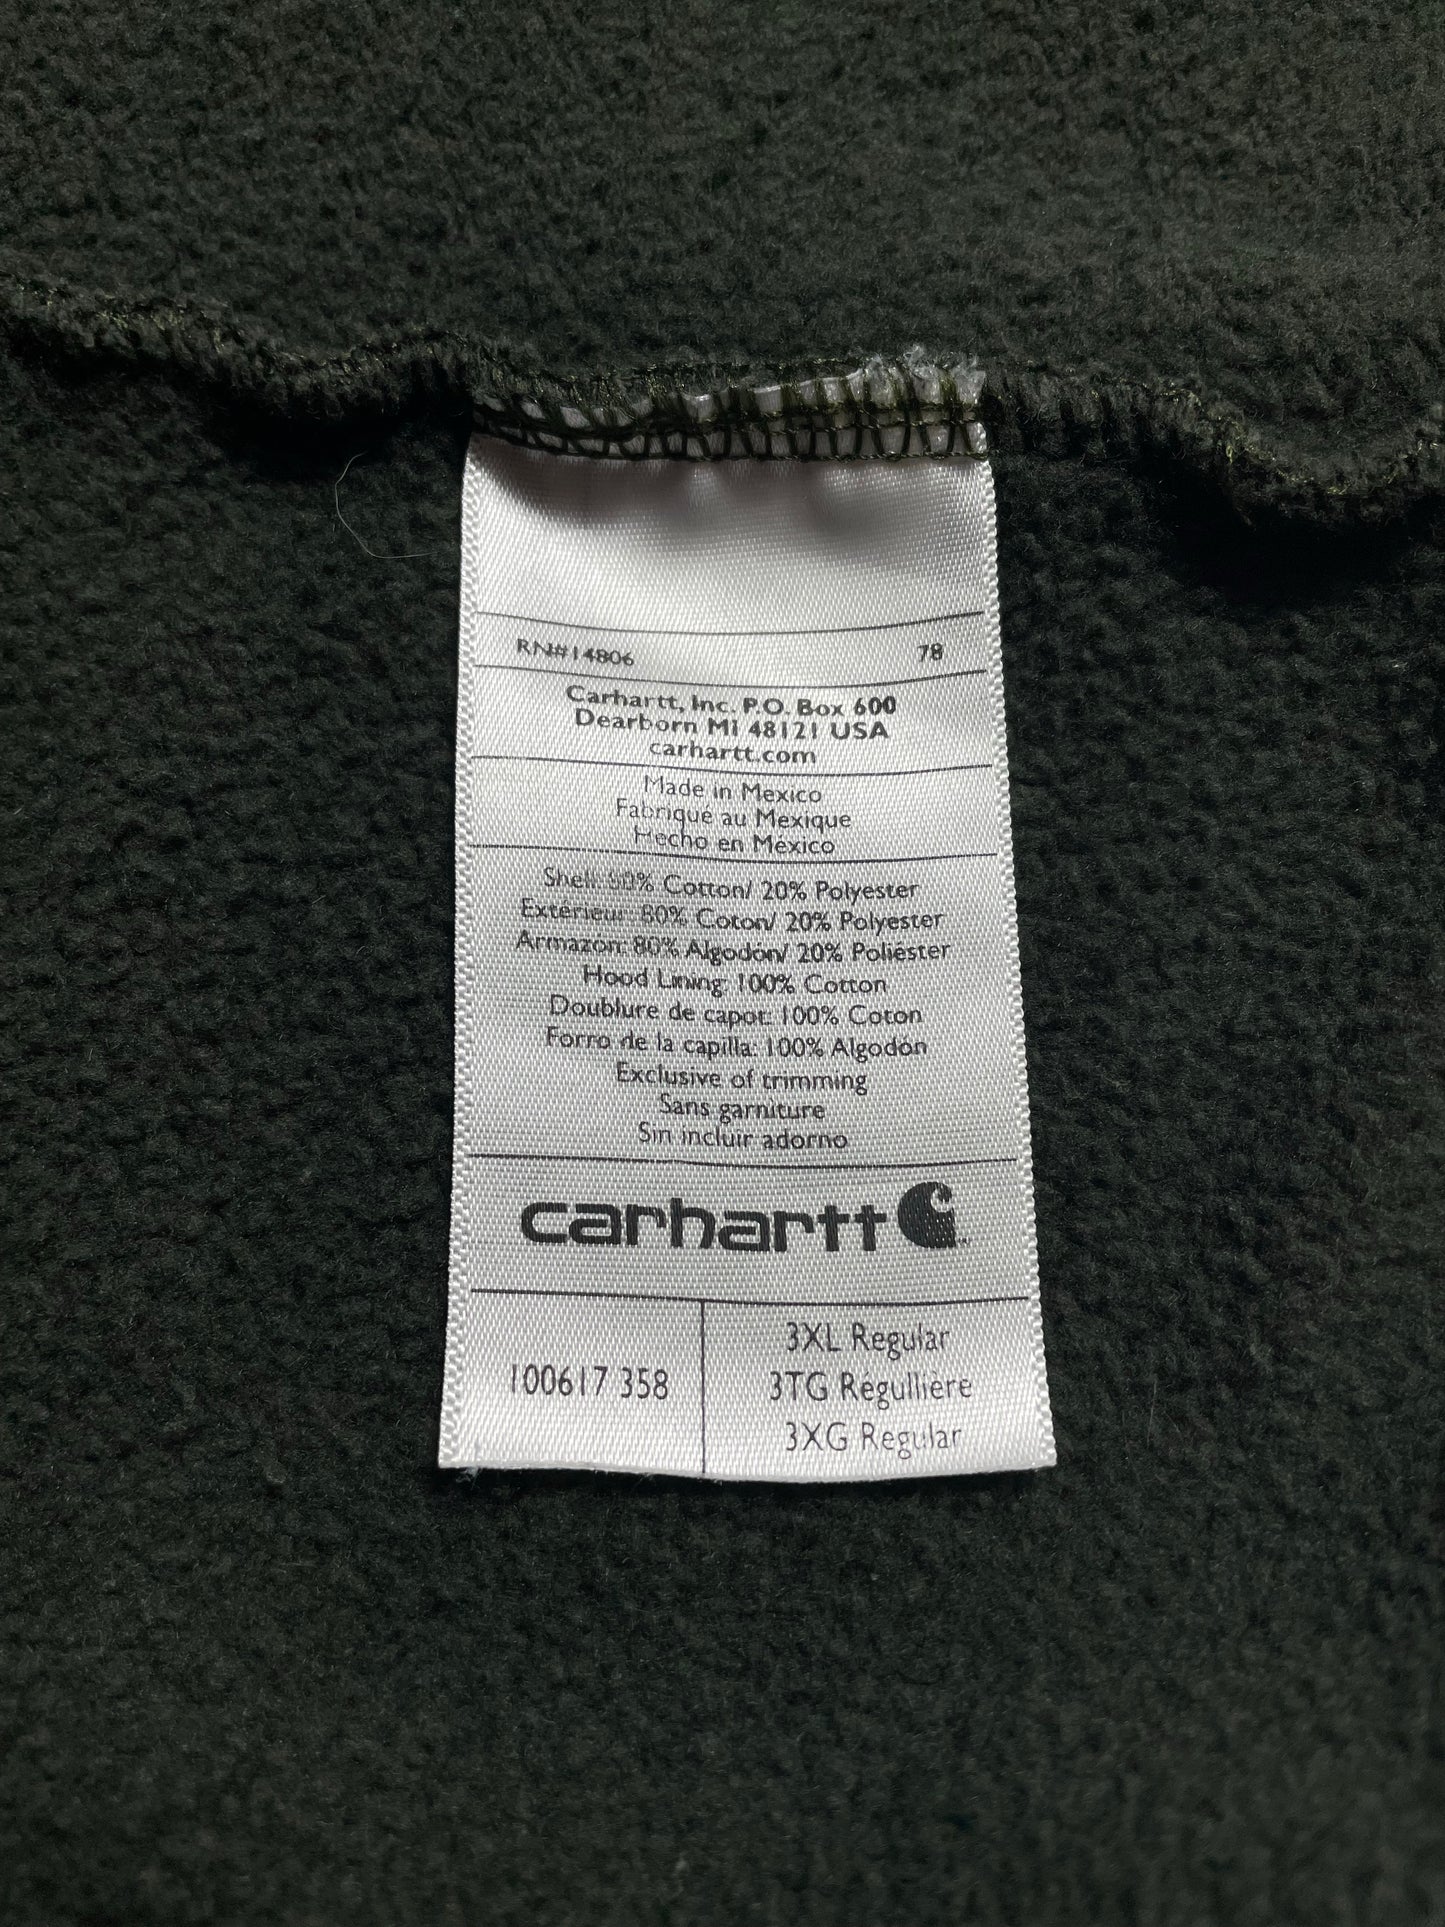 RN#14806 78
Carhartt, Inc. P.O. Box 600
Dearborn MI 48121 USA
carhartt.com
Made in Mexico
Fabriqué au Mexique
Hecho en México
Shell: 80% Cotton/ 20% Polyester
Extérieur: 80% Coton/ 20% Polyester
Armazón: 80% Algodón/ 20% Poliéster
Hood Lining: 100% Cotton
Doublure de capot: 100% Coton
Forro de la capilla: 100% Algodón
Exclusive of trimming
Sans garniture
Sin incluir adorno
carhartt
100617 358
3XL Regular
3TG Régullière
3XG Regular